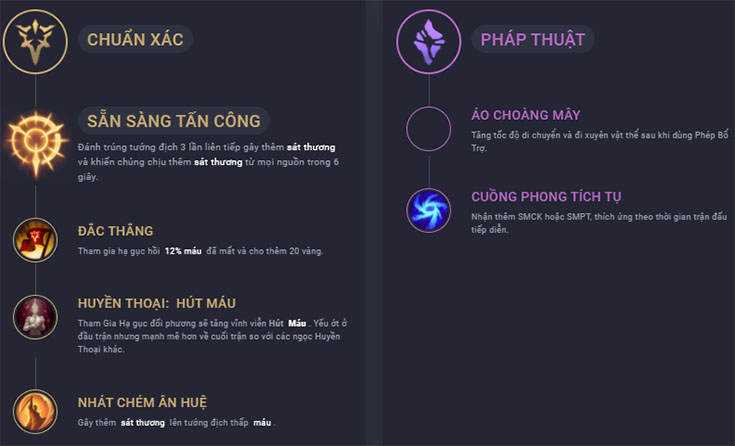 CHUẨN XÁC
SẴN SÀNG TẤN CÔNG
Đánh trúng tướng địch 3 lần liên tiếp gây thêm sát thương
và khiến chúng chịu thêm sát thương từ mọi nguồn trong 6
giây.
ĐẮC THẮNG
Tham gia hạ gục hồi 12% máu đã mất và cho thêm 20 vàng.
HUYỀN THOẠI: HÚT MÁU
Tham Gia Hạ gục đối phương sẽ tăng vĩnh viễn Hút Máu . Yếu ớt ở
đầu trận nhưng mạnh mẽ hơn về cuối trận so với các ngọc Huyền
Thoại khác.
NHÁT CHÉM ÂN HUỆ
Gây thêm sát thương lên tướng địch thấp máu .
PHÁP THUẬT
ÁO CHOÀNG MÂY
Tăng tốc độ di chuyển và đi xuyên vật thể sau khi dùng Phép Bổ
Trợ.
CUỒNG PHONG TÍCH TỤ
Nhận thêm SMCK hoặc SMPT, thích ứng theo thời gian trận đấu
tiếp diễn.